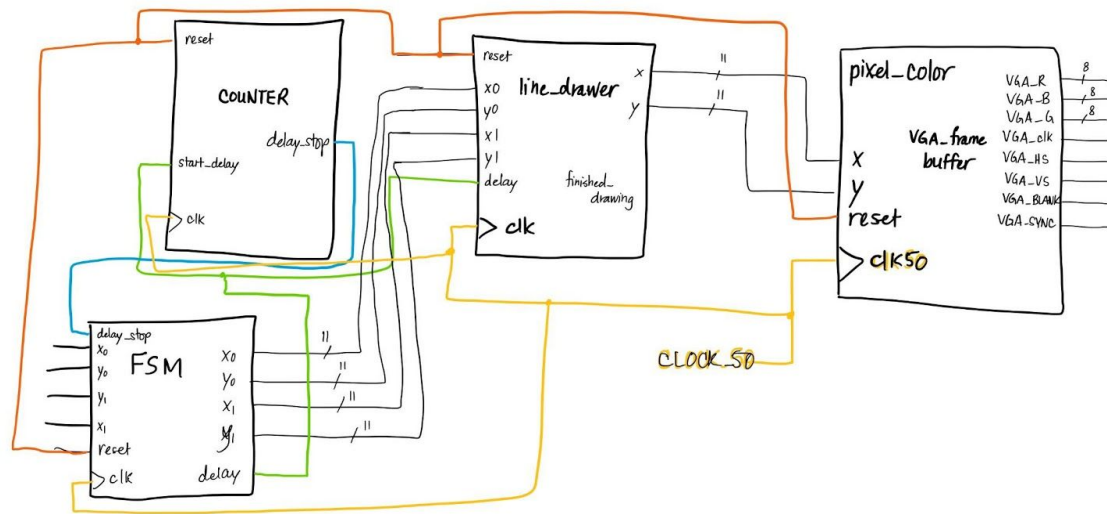 reset
COUNTER
delay_stop
start_delay
clk
reset
line_drawer
x0
y0
x1
y1
delay
clk
x
y
finished_
drawing
11
11
pixel_color
VGA_frame
buffer
x
y
reset
clk50
VGA_R
VGA_B
VGA_G
VGA_clk
VGA_HS
VGA_VS
VGA_BLANK
VGA_SYNC
8
8
8
CLOCK_50
delay_stop
x0
y0
y1
x1
reset
clk
FSM
x0
y0
x1
y1
delay
11
11
11
11